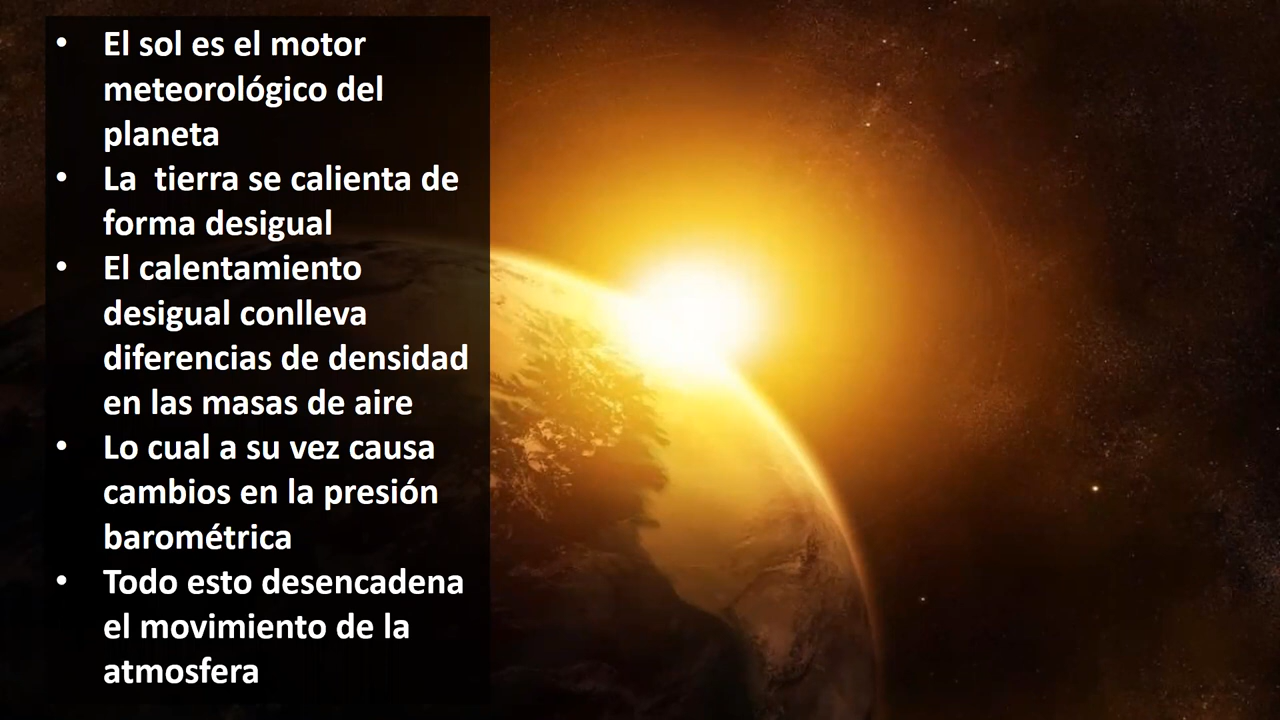 • El sol es el motor
meteorológico del
planeta
• La  tierra se calienta de
forma desigual
• El calentamiento
desigual conlleva
diferencias de densidad
en las masas de aire
• Lo cual a su vez causa
cambios en la presión
barométrica
• Todo esto desencadena
el movimiento de la
atmosfera